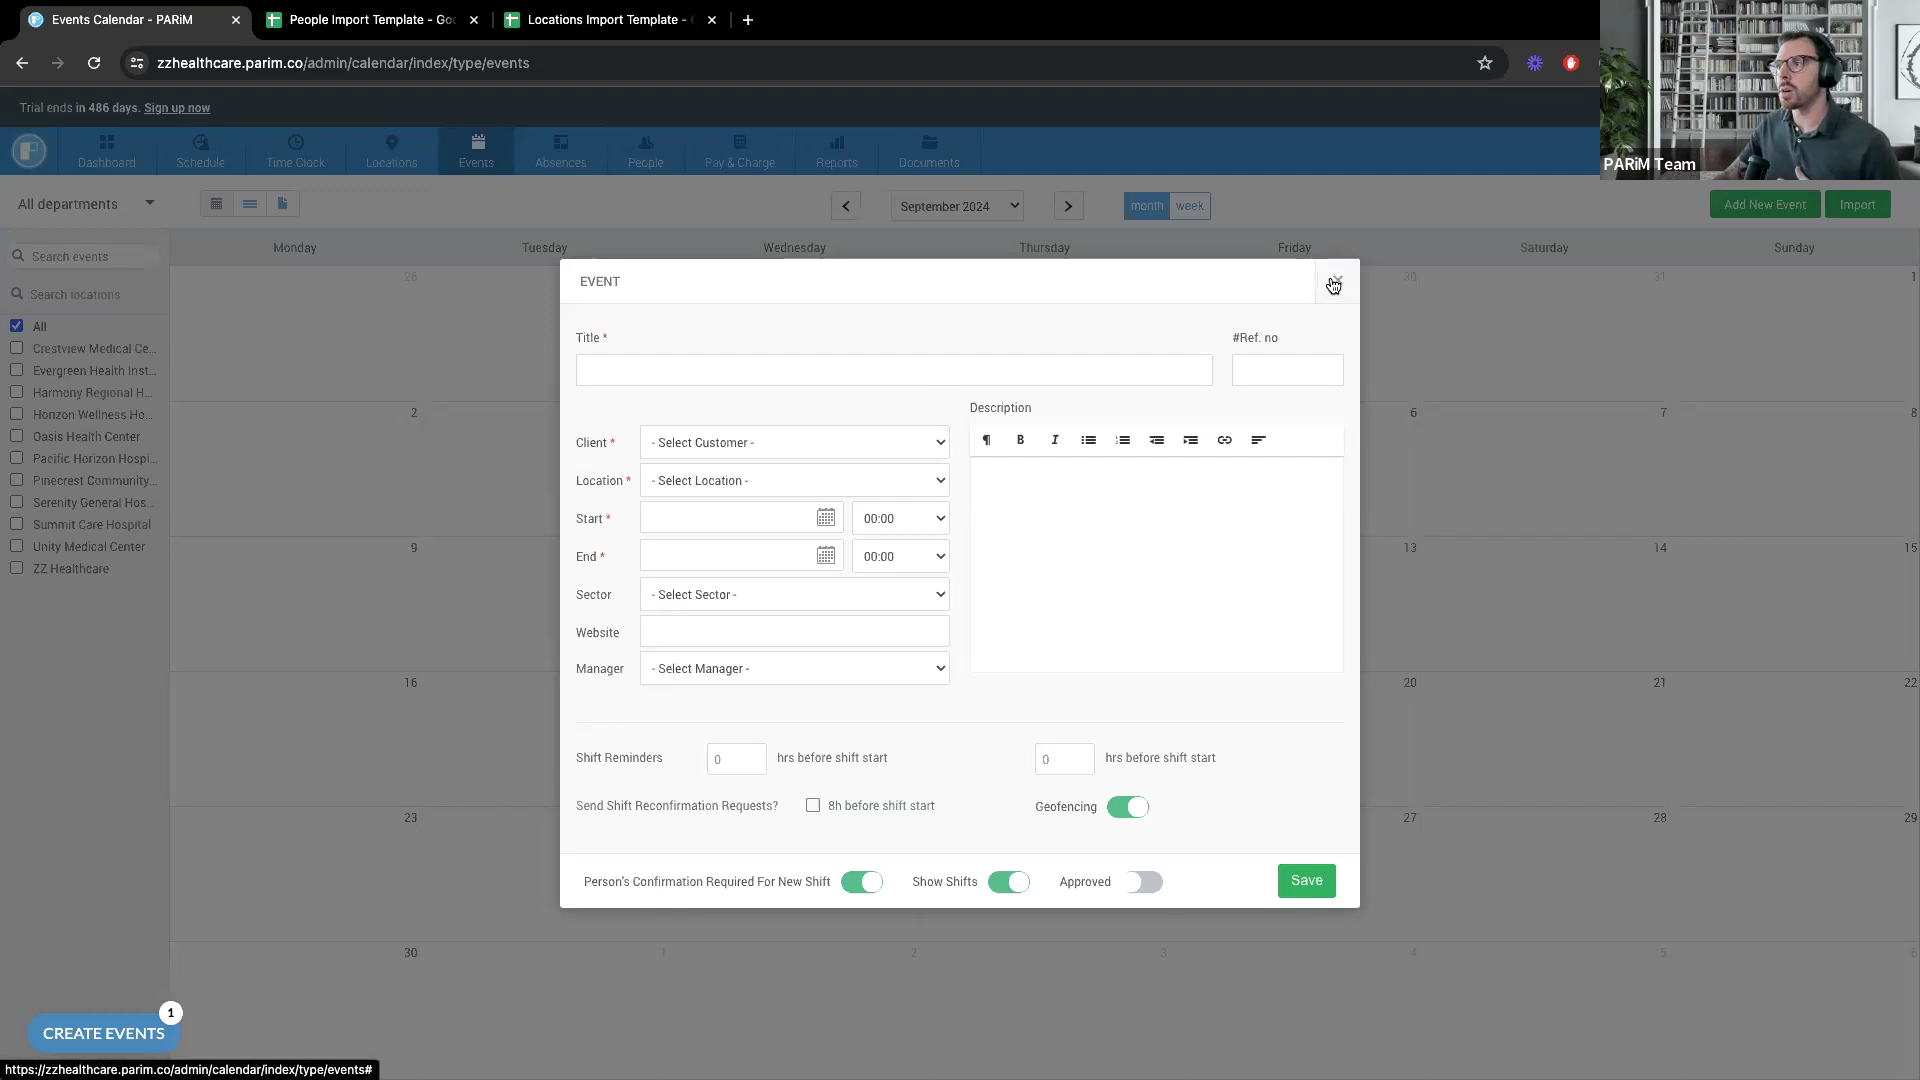 Events Calendar - PARiM
People Import Template - Go
Locations Import Template -
zzhealthcare.parim.co/admin/calendar/index/type/events
Trial ends in 486 days. Sign up now
Dashboard
Schedule
Time Clock
Locations
Events
Absences
People
Pay & Charge
Reports
Documents
PARiM Team
All departments
September 2024
month
week
Add New Event
Import
Monday
Tuesday
Wednesday
Thursday
Friday
Saturday
Sunday
Search events
Search locations
All
Crestview Medical Ce...
Evergreen Health Inst...
Harmony Regional H...
Horizon Wellness Ho...
Oasis Health Center
Pacific Horizon Hospi...
Pinecrest Community...
Serenity General Hos...
Summit Care Hospital
Unity Medical Center
ZZ Healthcare
26
30
31
1
2
6
7
8
9
13
14
15
16
20
21
22
23
27
28
29
30
1
2
3
4
5
6
EVENT
Title *
#Ref. no
Client *
- Select Customer -
Location *
- Select Location -
Start *
00:00
End *
00:00
Sector
- Select Sector -
Website
Manager
- Select Manager -
Description
¶ B I
Shift Reminders
0
hrs before shift start
0
hrs before shift start
Send Shift Reconfirmation Requests?
8h before shift start
Geofencing
Person's Confirmation Required For New Shift
Show Shifts
Approved
Save
CREATE EVENTS
1
https://zzhealthcare.parim.co/admin/calendar/index/type/events#